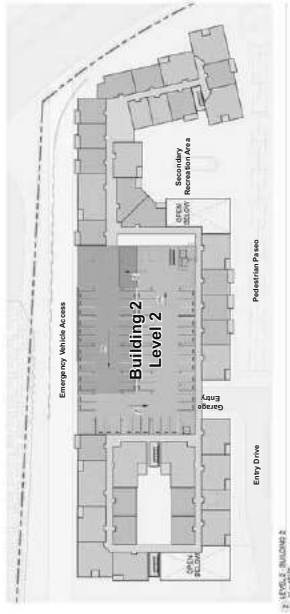 Emergency Vehicle Access
Secondary
Recreation Area
OPEN
BELOW
Building 2
Level 2
Pedestrian Paseo
Garage
Entry
Entry Drive
OPEN
BELOW
LEVEL 2 - BUILDING 2